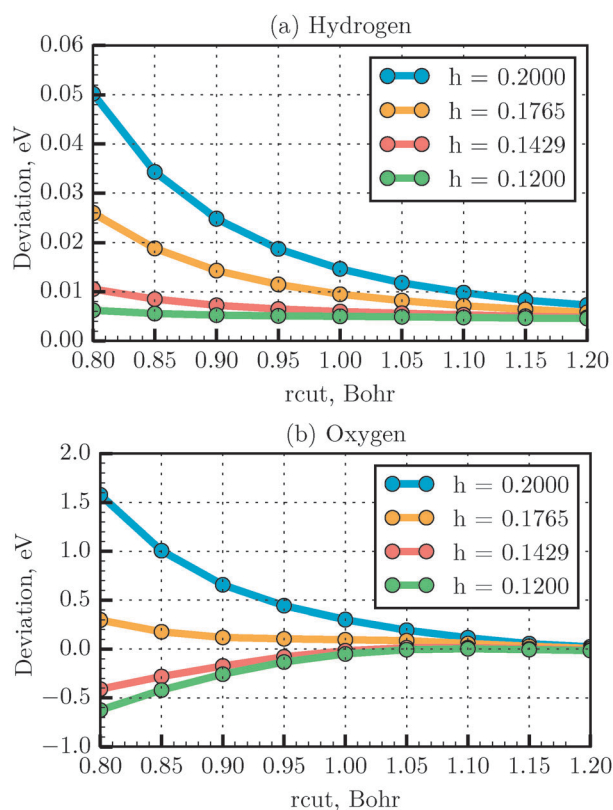 (a) Hydrogen
0.06
0.05
0.04
0.03
0.02
0.01
0.00
Deviation, eV
h = 0.2000
h = 0.1765
h = 0.1429
h = 0.1200
0.80 0.85 0.90 0.95 1.00 1.05 1.10 1.15 1.20
rcut, Bohr
(b) Oxygen
2.0
1.5
1.0
0.5
0.0
−0.5
−1.0
Deviation, eV
h = 0.2000
h = 0.1765
h = 0.1429
h = 0.1200
0.80 0.85 0.90 0.95 1.00 1.05 1.10 1.15 1.20
rcut, Bohr